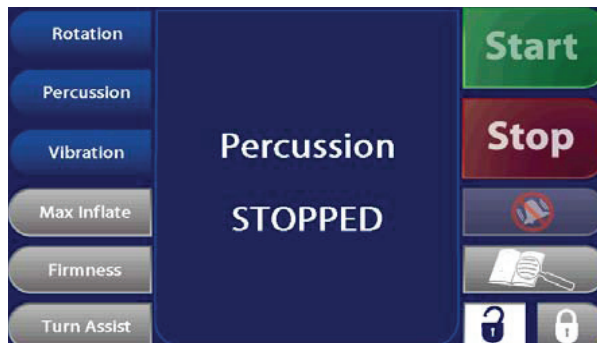 Rotation
Percussion
Vibration
Max Inflate
Firmness
Turn Assist
Percussion
STOPPED
Start
Stop